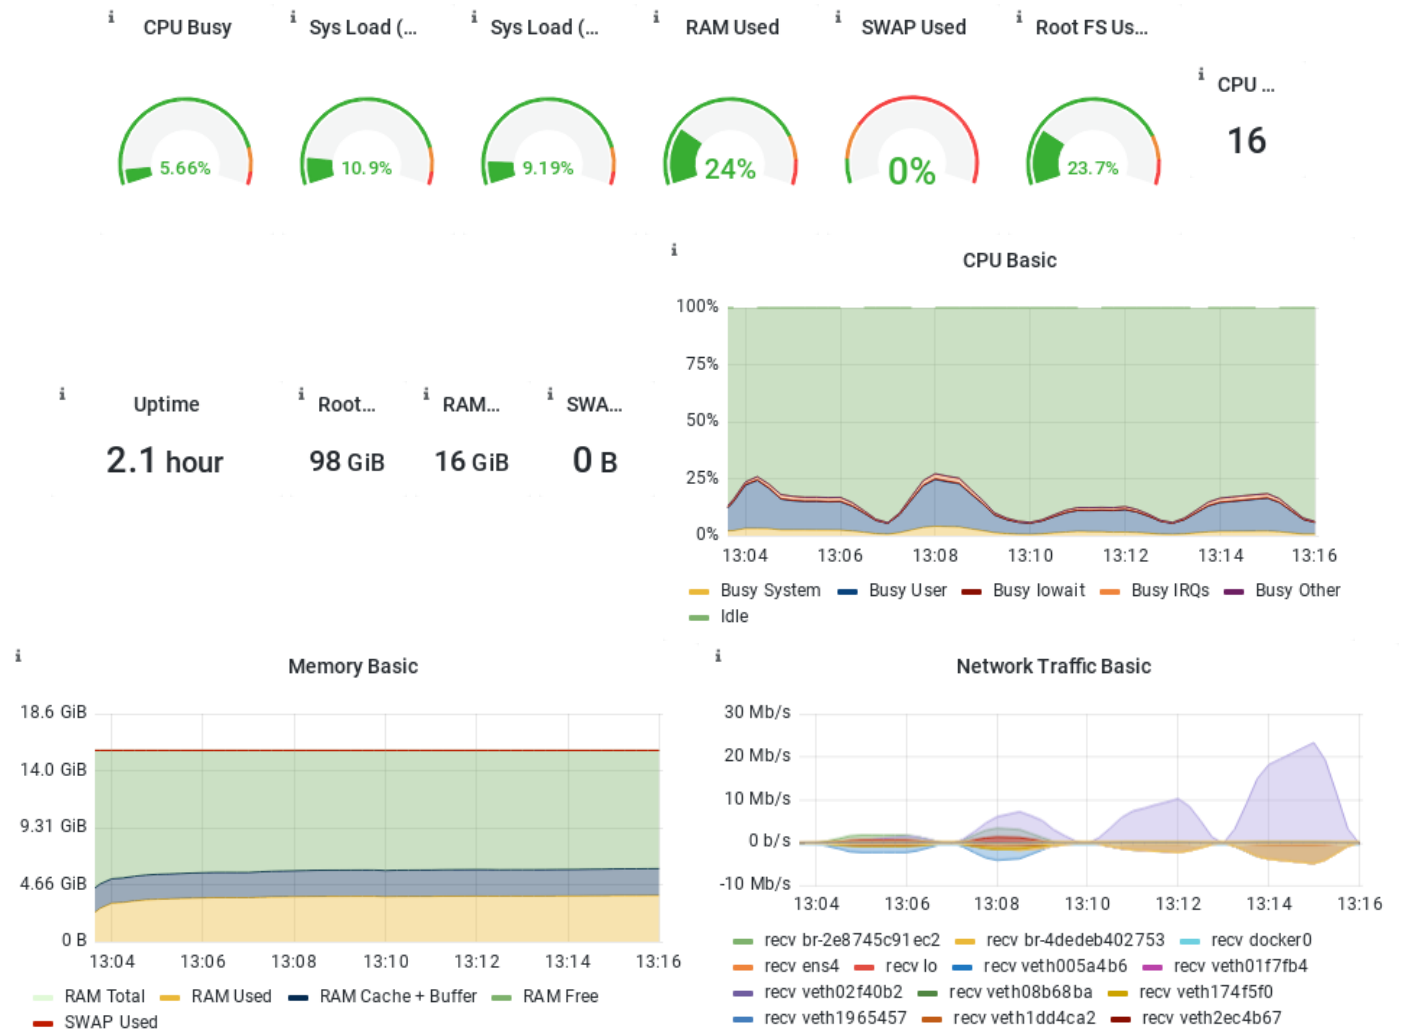 CPU Busy
Sys Load (...
Sys Load (...
RAM Used
SWAP Used
Root FS Us...
CPU ...
5.66%
10.9%
9.19%
24%
0%
23.7%
16
CPU Basic
100%
75%
50%
25%
0%
13:04 13:06 13:08 13:10 13:12 13:14 13:16
Busy System Busy User Busy Iowait Busy IRQs Busy Other
Idle
Uptime
2.1 hour
Root...
98 GiB
RAM...
16 GiB
SWA...
0 B
Memory Basic
18.6 GiB
14.0 GiB
9.31 GiB
4.66 GiB
0 B
13:04 13:06 13:08 13:10 13:12 13:14 13:16
RAM Total RAM Used RAM Cache + Buffer RAM Free
SWAP Used
Network Traffic Basic
30 Mb/s
20 Mb/s
10 Mb/s
0 b/s
-10 Mb/s
13:04 13:06 13:08 13:10 13:12 13:14 13:16
recv br-2e8745c91ec2 recv br-4dedeb402753 recv docker0
recv ens4 recv lo recv veth005a4b6 recv veth01f7fb4
recv veth02f40b2 recv veth08b68ba recv veth174f5f0
recv veth1965457 recv veth1dd4ca2 recv veth2ec4b67